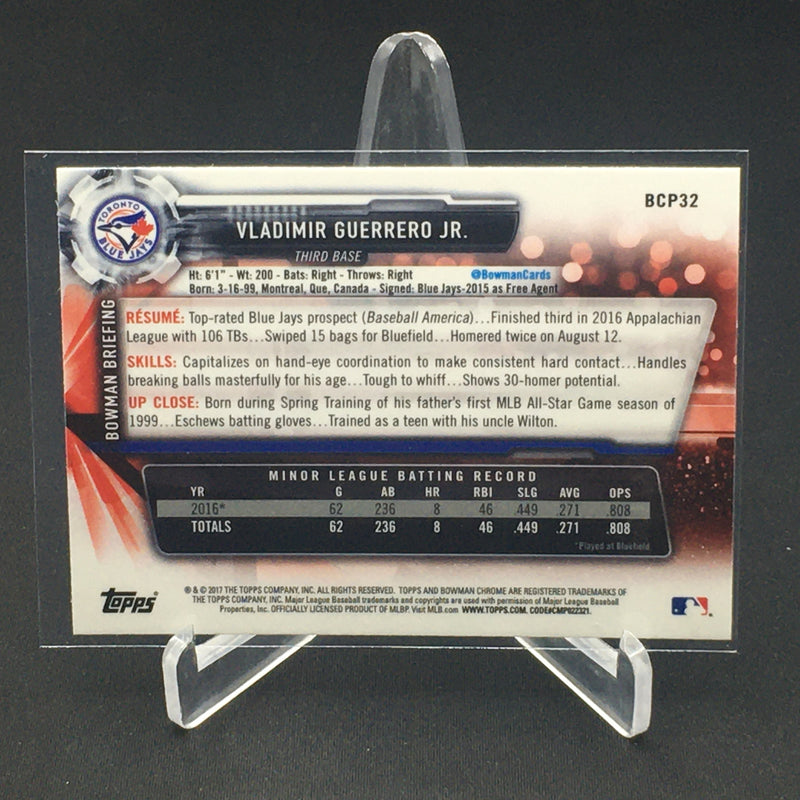 BCP32
TORONTO
BLUE JAYS
VLADIMIR GUERRERO JR.
THIRD BASE
Ht: 6'1" - Wt: 200 - Bats: Right - Throws: Right @BowmanCards
Born: 3-16-99, Montreal, Que, Canada - Signed: Blue Jays-2015 as Free Agent
BOWMAN BRIEFING
RÉSUMÉ: Top-rated Blue Jays prospect (Baseball America)...Finished third in 2016 Appalachian
League with 106 TBs...Swiped 15 bags for Bluefield...Homered twice on August 12.
SKILLS: Capitalizes on hand-eye coordination to make consistent hard contact...Handles
breaking balls masterfully for his age...Tough to whiff...Shows 30-homer potential.
UP CLOSE: Born during Spring Training of his father's first MLB All-Star Game season of
1999...Eschews batting gloves...Trained as a teen with his uncle Wilton.
MINOR LEAGUE BATTING RECORD
YR G AB HR RBI SLG AVG OPS
2016* 62 236 8 46 .449 .271 .808
TOTALS 62 236 8 46 .449 .271 .808
*Played at Bluefield
Topps
® & © 2017 THE TOPPS COMPANY, INC. ALL RIGHTS RESERVED. TOPPS AND BOWMAN CHROME ARE REGISTERED TRADEMARKS OF
THE TOPPS COMPANY, INC. Major League Baseball trademarks and copyrights are used with permission of Major League Baseball
Properties, Inc. OFFICIALLY LICENSED PRODUCT OF MLBP. Visit MLB.com WWW.TOPPS.COM. CODE#CMP022321.